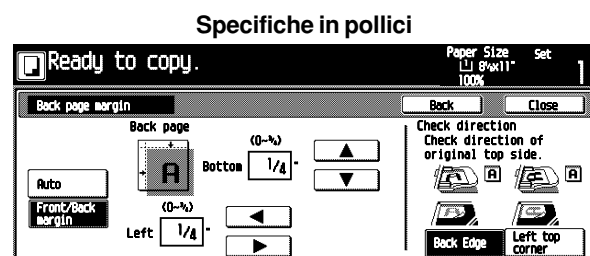 Specifiche in pollici
Ready to copy.
Paper Size
8½x11"
100%
Set
1
Back page margin
Back
Close
Back page
Check direction
Check direction of
original top side.
A
A
A
Auto
Front/Back
margin
(0~¾)
Bottom 1/4"
(0~¾)
Left 1/4"
Back Edge
Left top
corner